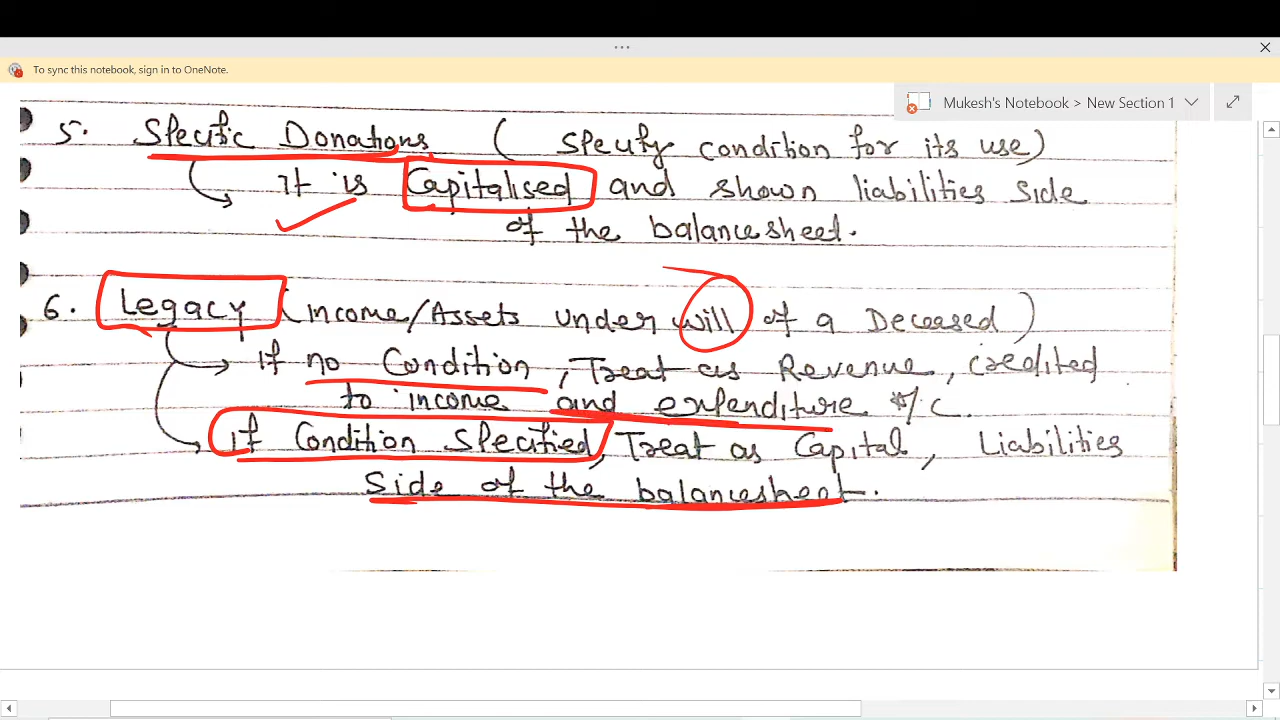 To sync this notebook, sign in to OneNote.
Mukesh's Notebook > New Section 1
5. Specific Donations ( Specify condition for its use)
it is Capitalised and shown liabilities side
of the balancesheet.
6. Legacy (income/Assets under will of a Deceased)
if no Condition, Treat as Revenue, credited
to income and expenditure A/C.
if Condition Specified, Treat as Capital, Liabilities
Side of the balancesheet.